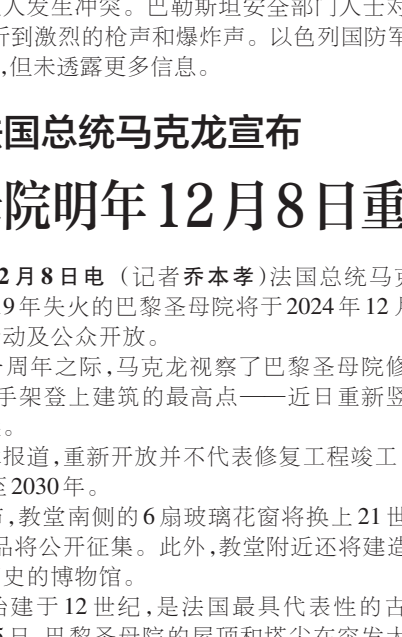 人发生冲突。巴勒斯坦安全部门人士对
听到激烈的枪声和爆炸声。以色列国防军
,但未透露更多信息。
法国总统马克龙宣布
院明年12月8日重
2月8日电（记者乔本孝)法国总统马克
9年失火的巴黎圣母院将于2024年12月
动及公众开放。
周年之际,马克龙视察了巴黎圣母院修
手架登上建筑的最高点——近日重新竖
。
报道,重新开放并不代表修复工程竣工
至2030年。
,教堂南侧的6扇玻璃花窗将换上21世
品将公开征集。此外,教堂附近还将建造
史的博物馆。
始建于12世纪,是法国最具代表性的古
日,巴黎圣母院的屋顶和塔尖在突发大